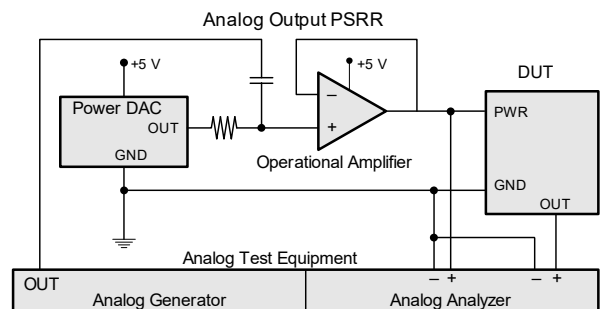 Analog Output PSRR
+5 V
+5 V
DUT
Power DAC
OUT
GND
–
+
Operational Amplifier
PWR
GND
OUT
Analog Test Equipment
– +
– +
OUT
Analog Generator
Analog Analyzer